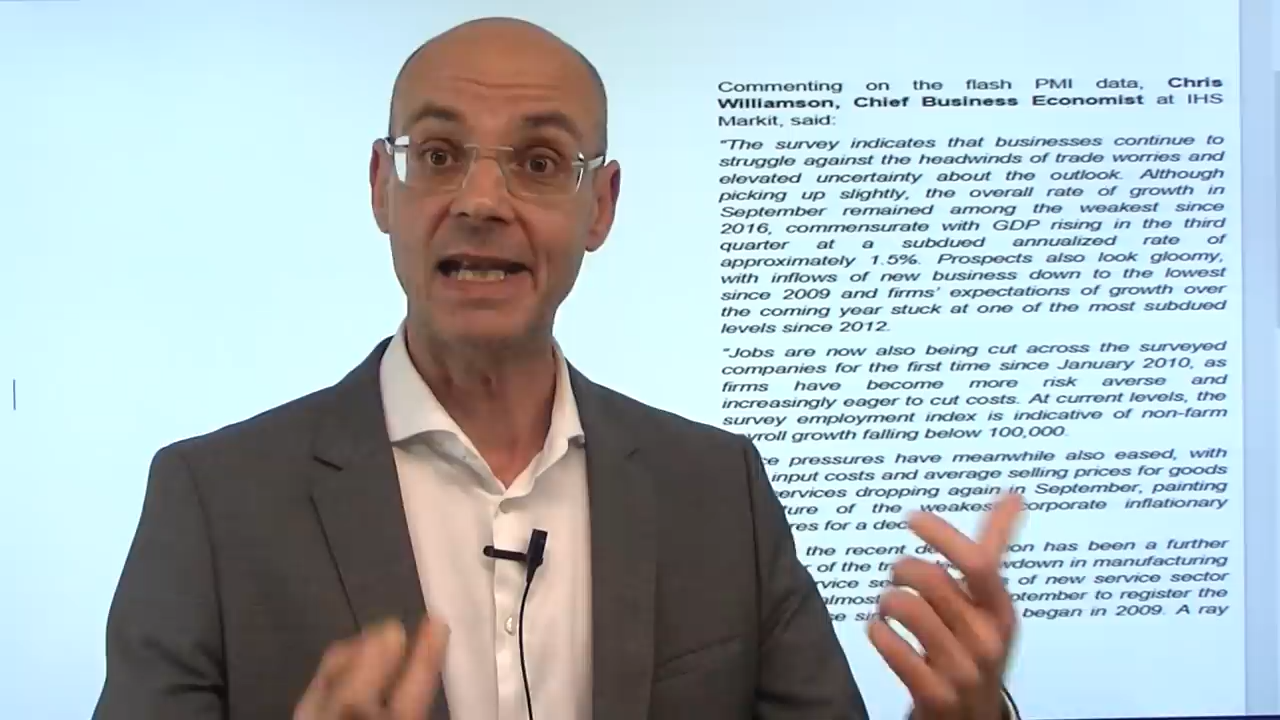 Commenting on the flash PMI data, Chris
Williamson, Chief Business Economist at IHS
Markit, said:
"The survey indicates that businesses continue to
struggle against the headwinds of trade worries and
elevated uncertainty about the outlook. Although
picking up slightly, the overall rate of growth in
September remained among the weakest since
2016, commensurate with GDP rising in the third
quarter at a subdued annualized rate of
approximately 1.5%. Prospects also look gloomy,
with inflows of new business down to the lowest
since 2009 and firms' expectations of growth over
the coming year stuck at one of the most subdued
levels since 2012.
"Jobs are now also being cut across the surveyed
companies for the first time since January 2010, as
firms have become more risk averse and
increasingly eager to cut costs. At current levels, the
survey employment index is indicative of non-farm
growth falling below 100,000.
pressures have meanwhile also eased, with
input costs and average selling prices for goods
dropping again in September, painting
of the weakest corporate inflationary
for a
the recent has been a further
of the in manufacturing
of new service sector
to register the
began in 2009. A ray